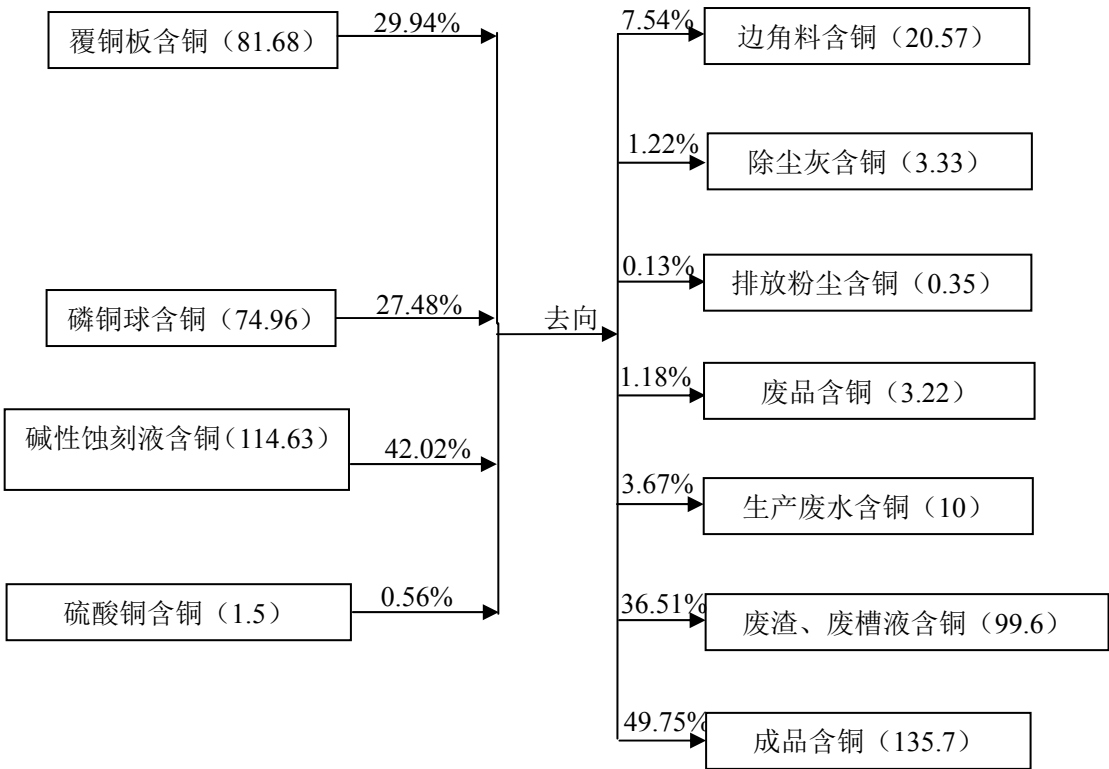 覆铜板含铜（81.68）
29.94%
磷铜球含铜（74.96）
27.48%
碱性蚀刻液含铜（114.63）
42.02%
硫酸铜含铜（1.5）
0.56%
去向
7.54%
边角料含铜（20.57）
1.22%
除尘灰含铜（3.33）
0.13%
排放粉尘含铜（0.35）
1.18%
废品含铜（3.22）
3.67%
生产废水含铜（10）
36.51%
废渣、废槽液含铜（99.6）
49.75%
成品含铜（135.7）